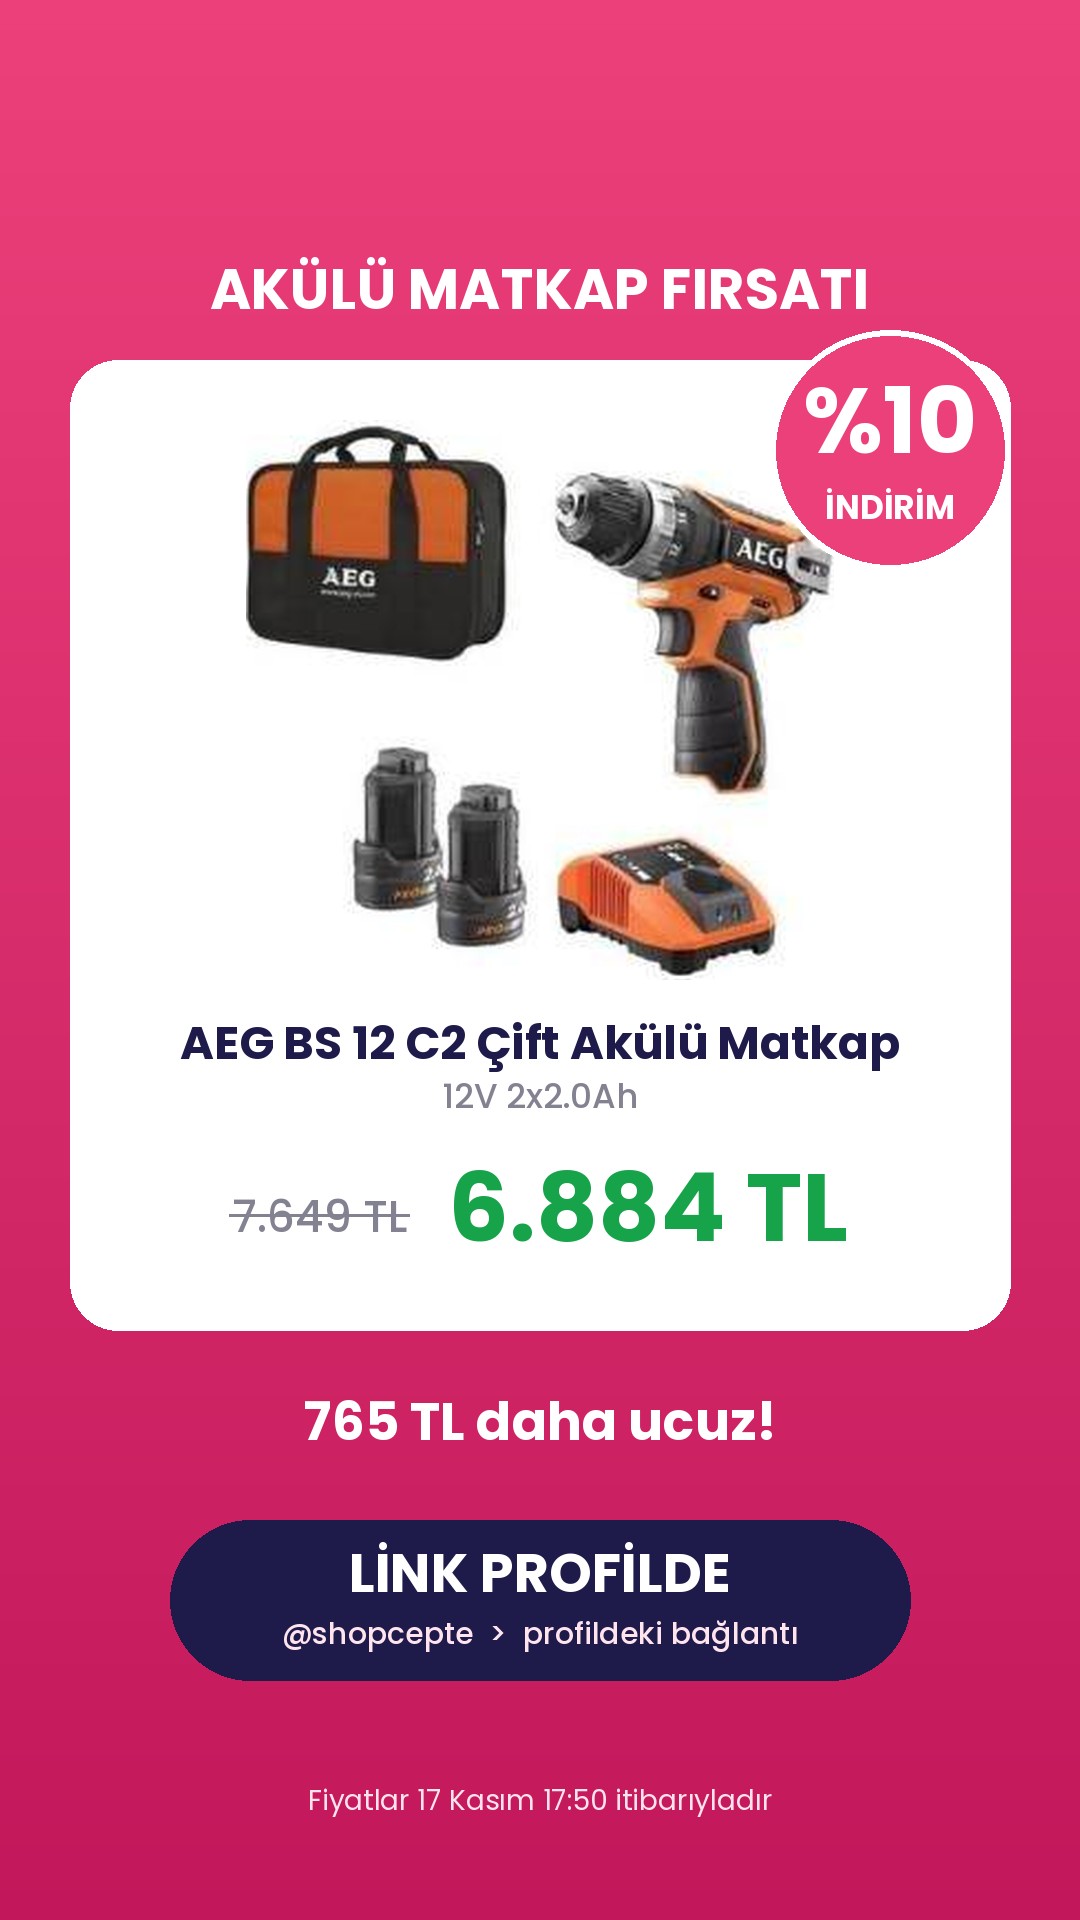 AKÜLÜ MATKAP FIRSATI
%10
İNDİRİM
AEG
AEG
AEG BS 12 C2 Çift Akülü Matkap
12V 2x2.0Ah
7.649 TL 6.884 TL
765 TL daha ucuz!
LİNK PROFİLDE
@shopcepte > profildeki bağlantı
Fiyatlar 17 Kasım 17:50 itibarıyladır